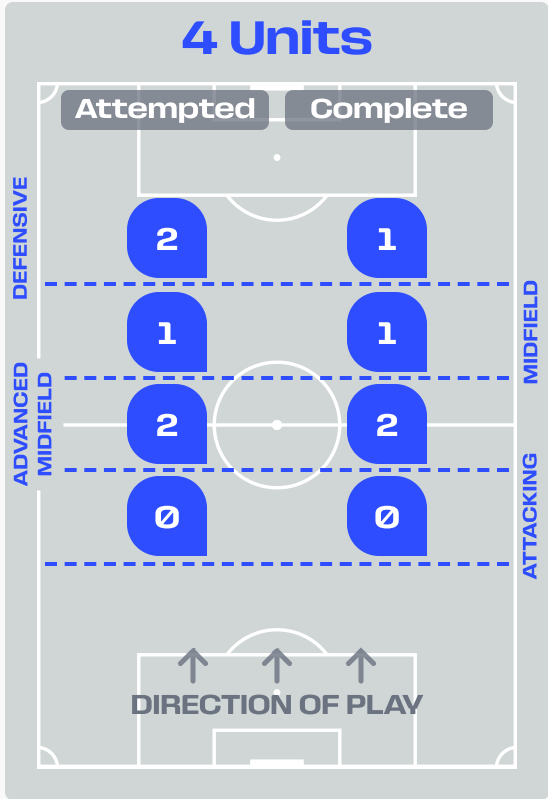 4 Units
Attempted Complete
DEFENSIVE
2 1
MIDFIELD
1 1
ADVANCED
MIDFIELD
2 2
ATTACKING
0 0
DIRECTION OF PLAY